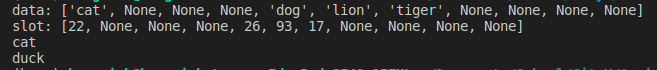 data: ['cat', None, None, None, 'dog', 'lion', 'tiger', None, None, None, None]
slot: [22, None, None, None, 26, 93, 17, None, None, None, None]
cat
duck